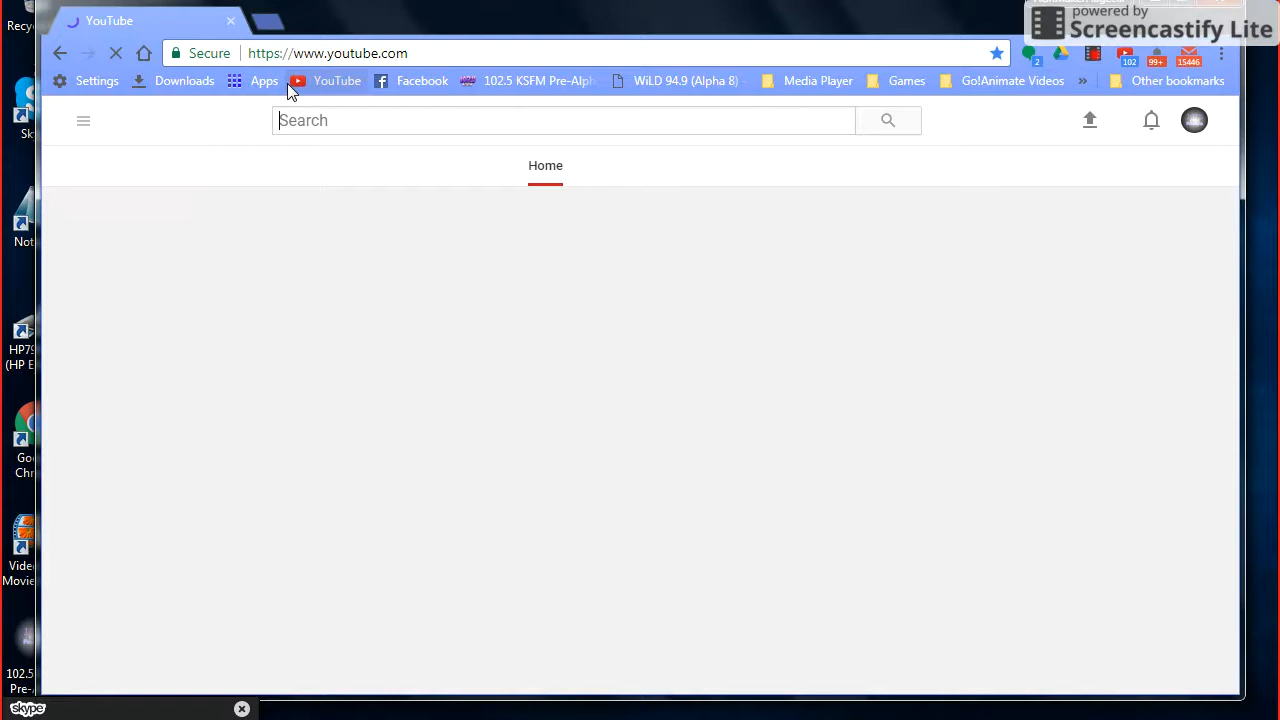 YouTube
powered by
Screencastify Lite
Secure
https://www.youtube.com
2
102
99+
15446
Settings
Downloads
Apps
YouTube
Facebook
102.5 KSFM Pre-Alph
WiLD 94.9 (Alpha 8)
Media Player
Games
Go!Animate Videos
»
Other bookmarks
Search
Home
Recy
Sk
Not
HP79
(HP E
Goo
Chr
Vide
Movie
102.5
Pre-
skype